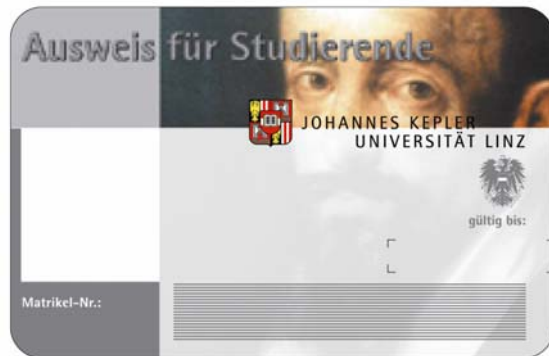 Ausweis für Studierende
JOHANNES KEPLER
UNIVERSITÄT LINZ
gültig bis:
Matrikel-Nr.: